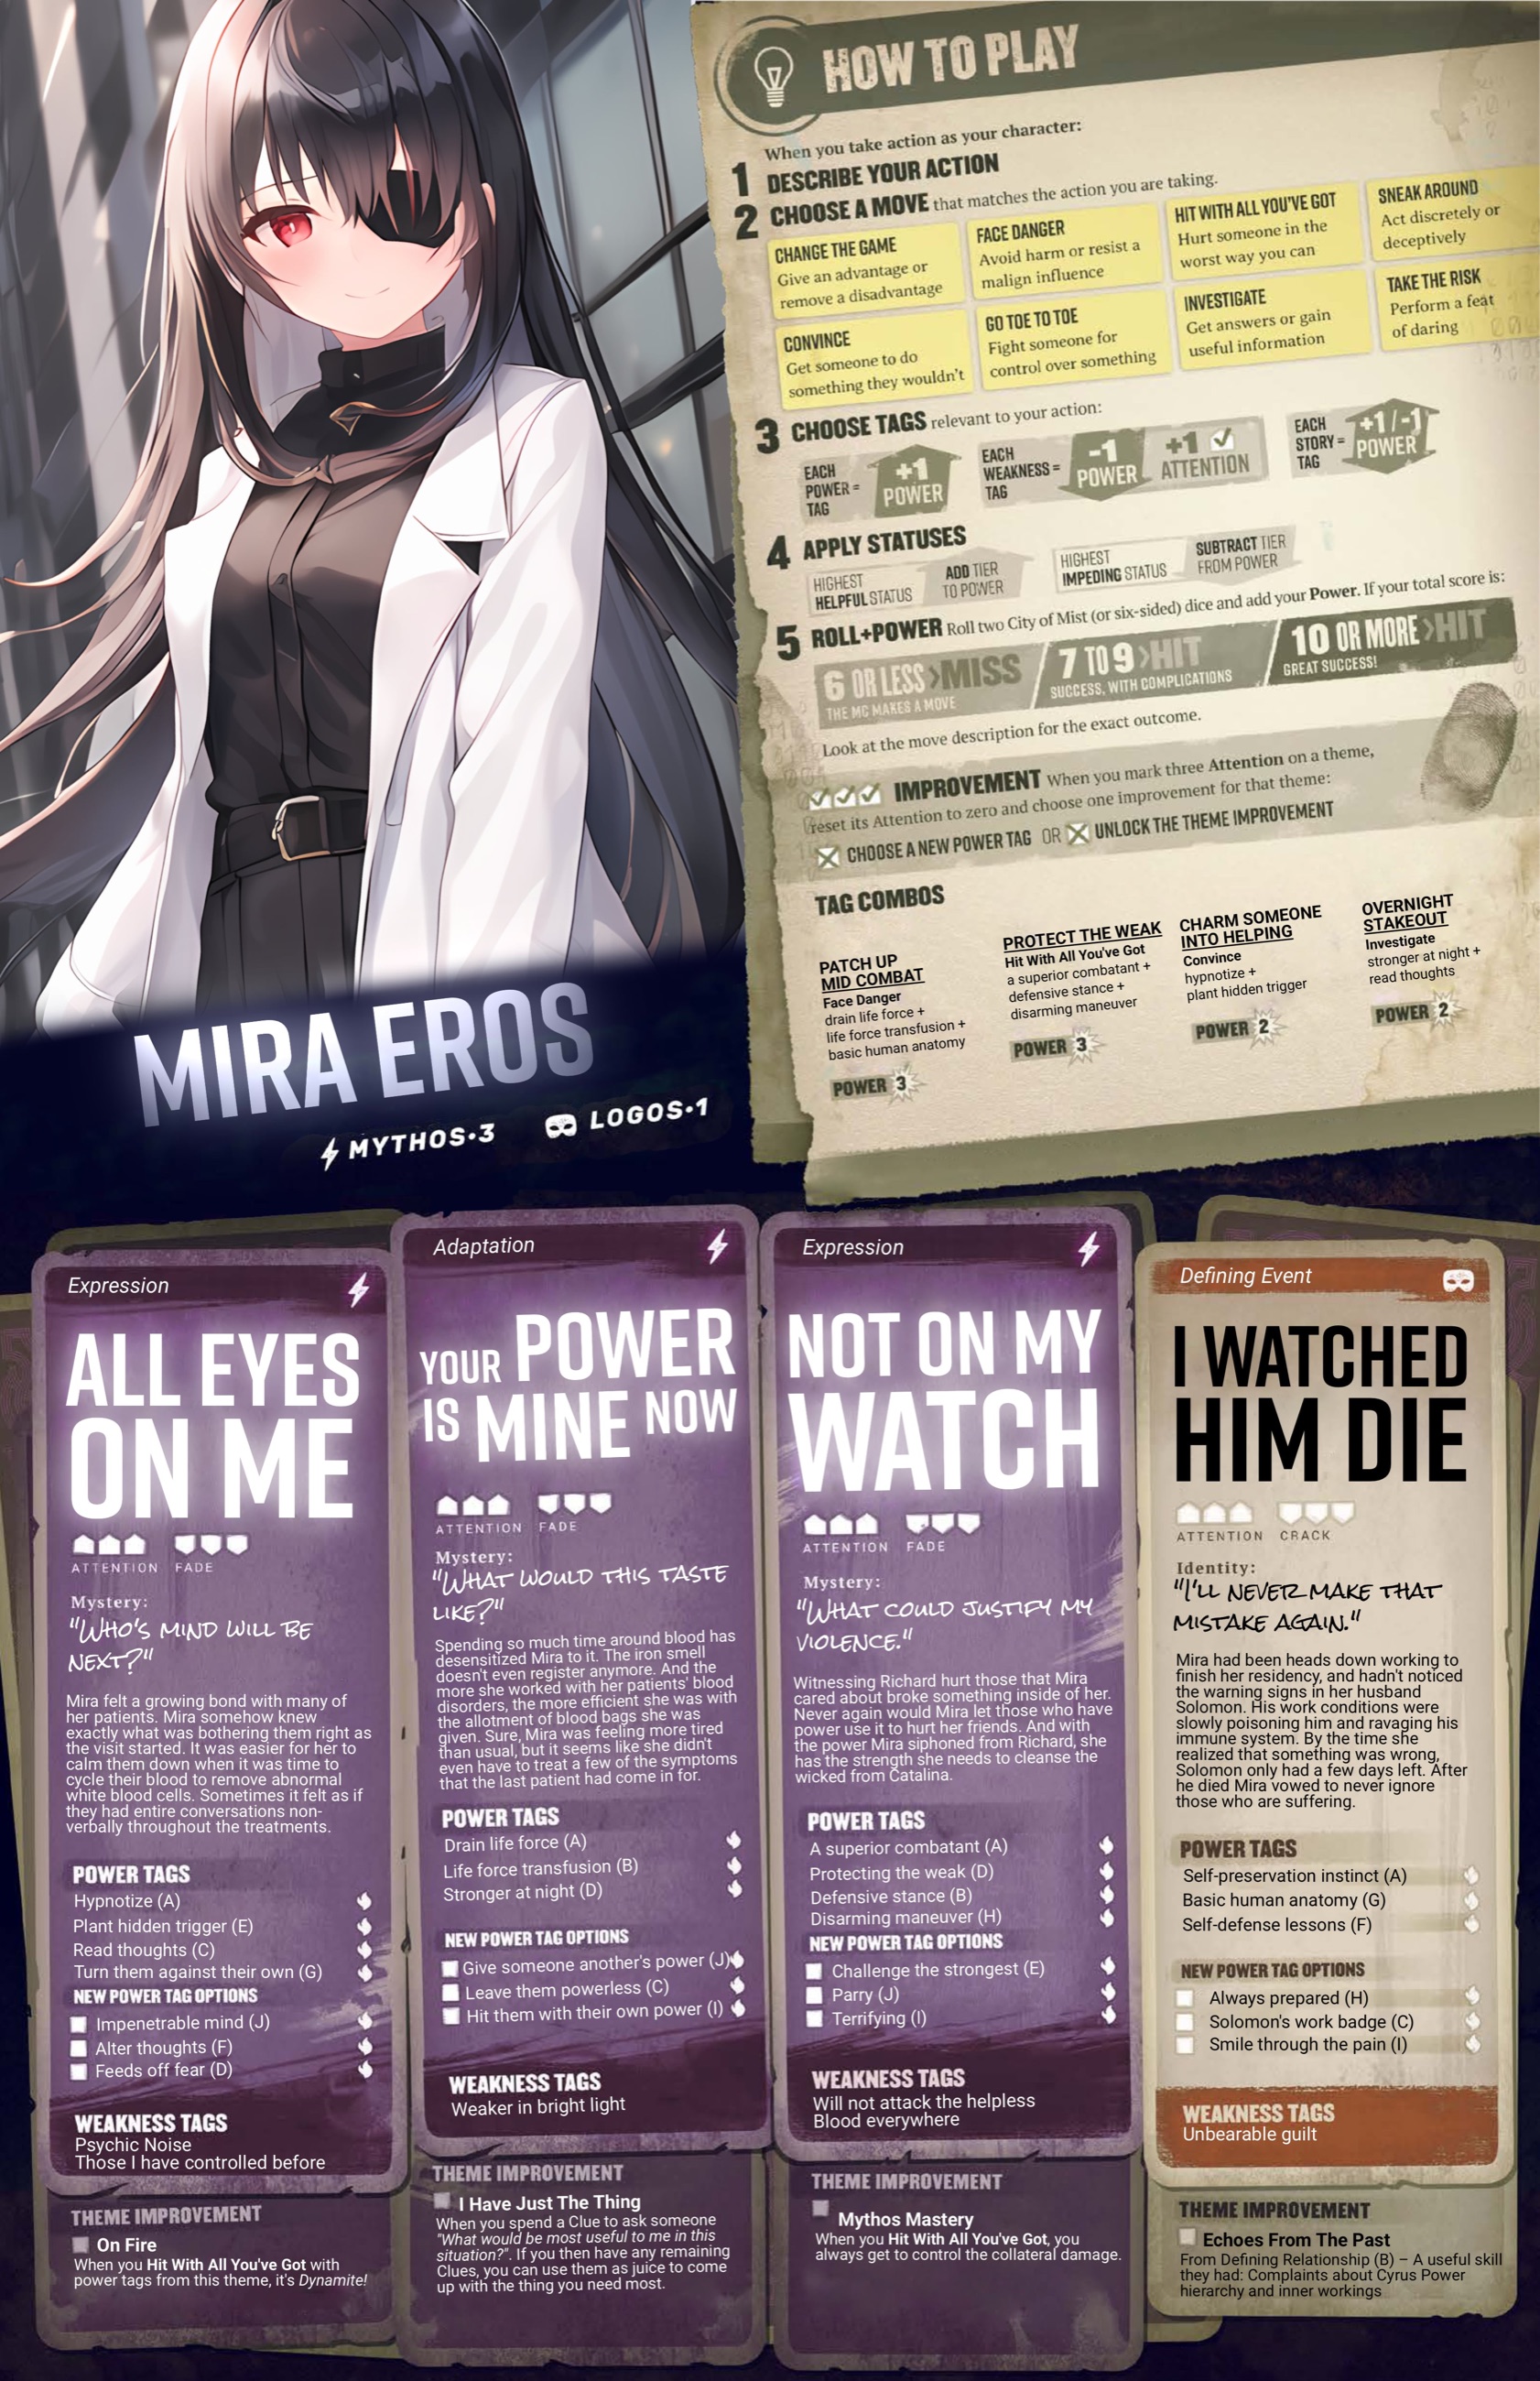 HOW TO PLAY
When you take action as your character:
1 DESCRIBE YOUR ACTION
2 CHOOSE A MOVE that matches the action you are taking.
CHANGE THE GAME
Give an advantage or
remove a disadvantage
FACE DANGER
Avoid harm or resist a
malign influence
HIT WITH ALL YOU'VE GOT
Hurt someone in the
worst way you can
SNEAK AROUND
Act discretely or
deceptively
CONVINCE
Get someone to do
something they wouldn't
GO TOE TO TOE
Fight someone for
control over something
INVESTIGATE
Get answers or gain
useful information
TAKE THE RISK
Perform a feat
of daring
3 CHOOSE TAGS relevant to your action:
EACH
POWER =
TAG
+1
POWER
EACH
WEAKNESS =
TAG
-1
POWER
+1
ATTENTION
EACH
STORY =
TAG
+1/-1
POWER
4 APPLY STATUSES
HIGHEST
HELPFUL STATUS
ADD TIER
TO POWER
HIGHEST
IMPEDING STATUS
SUBTRACT TIER
FROM POWER
5 ROLL+POWER Roll two City of Mist (or six-sided) dice and add your Power. If your total score is:
6 OR LESS >MISS
THE MC MAKES A MOVE
7 TO 9 >HIT
SUCCESS, WITH COMPLICATIONS
10 OR MORE >HIT
GREAT SUCCESS!
Look at the move description for the exact outcome.
IMPROVEMENT When you mark three Attention on a theme,
reset its Attention to zero and choose one improvement for that theme:
CHOOSE A NEW POWER TAG OR UNLOCK THE THEME IMPROVEMENT
TAG COMBOS
PATCH UP
MID COMBAT
Face Danger
drain life force +
life force transfusion +
basic human anatomy
POWER 3
PROTECT THE WEAK
Hit With All You've Got
a superior combatant +
defensive stance +
disarming maneuver
POWER 3
CHARM SOMEONE
INTO HELPING
Convince
hypnotize +
plant hidden trigger
POWER 2
OVERNIGHT
STAKEOUT
Investigate
stronger at night +
read thoughts
POWER 2
MIRA EROS
MYTHOS•3
LOGOS•1
Expression
ALL EYES
ON ME
ATTENTION FADE
Mystery:
"WHO'S MIND WILL BE
NEXT?"
Mira felt a growing bond with many of
her patients. Mira somehow knew
exactly what was bothering them right as
the visit started. It was easier for her to
calm them down when it was time to
cycle their blood to remove abnormal
white blood cells. Sometimes it felt as if
they had entire conversations non-
verbally throughout the treatments.
POWER TAGS
Hypnotize (A)
Plant hidden trigger (E)
Read thoughts (C)
Turn them against their own (G)
NEW POWER TAG OPTIONS
Impenetrable mind (J)
Alter thoughts (F)
Feeds off fear (D)
WEAKNESS TAGS
Psychic Noise
Those I have controlled before
THEME IMPROVEMENT
On Fire
When you Hit With All You've Got with
power tags from this theme, it's Dynamite!
Adaptation
YOUR POWER
IS MINE NOW
ATTENTION FADE
Mystery:
"WHAT WOULD THIS TASTE
LIKE?"
Spending so much time around blood has
desensitized Mira to it. The iron smell
doesn't even register anymore. And the
more she worked with her patients' blood
disorders, the more efficient she was with
the allotment of blood bags she was
given. Sure, Mira was feeling more tired
than usual, but it seems like she didn't
even have to treat a few of the symptoms
that the last patient had come in for.
POWER TAGS
Drain life force (A)
Life force transfusion (B)
Stronger at night (D)
NEW POWER TAG OPTIONS
Give someone another's power (J)
Leave them powerless (C)
Hit them with their own power (I)
WEAKNESS TAGS
Weaker in bright light
THEME IMPROVEMENT
I Have Just The Thing
When you spend a Clue to ask someone
"What would be most useful to me in this
situation?". If you then have any remaining
Clues, you can use them as juice to come
up with the thing you need most.
Expression
NOT ON MY
WATCH
ATTENTION FADE
Mystery:
"WHAT COULD JUSTIFY MY
VIOLENCE."
Witnessing Richard hurt those that Mira
cared about broke something inside of her.
Never again would Mira let those who have
power use it to hurt her friends. And with
the power Mira siphoned from Richard, she
has the strength she needs to cleanse the
wicked from Catalina.
POWER TAGS
A superior combatant (A)
Protecting the weak (D)
Defensive stance (B)
Disarming maneuver (H)
NEW POWER TAG OPTIONS
Challenge the strongest (E)
Parry (J)
Terrifying (I)
WEAKNESS TAGS
Will not attack the helpless
Blood everywhere
THEME IMPROVEMENT
Mythos Mastery
When you Hit With All You've Got, you
always get to control the collateral damage.
Defining Event
I WATCHED
HIM DIE
ATTENTION CRACK
Identity:
"I'LL NEVER MAKE THAT
MISTAKE AGAIN."
Mira had been heads down working to
finish her residency, and hadn't noticed
the warning signs in her husband
Solomon. His work conditions were
slowly poisoning him and ravaging his
immune system. By the time she
realized that something was wrong,
Solomon only had a few days left. After
he died Mira vowed to never ignore
those who are suffering.
POWER TAGS
Self-preservation instinct (A)
Basic human anatomy (G)
Self-defense lessons (F)
NEW POWER TAG OPTIONS
Always prepared (H)
Solomon's work badge (C)
Smile through the pain (I)
WEAKNESS TAGS
Unbearable guilt
THEME IMPROVEMENT
Echoes From The Past
From Defining Relationship (B) – A useful skill
they had: Complaints about Cyrus Power
hierarchy and inner workings